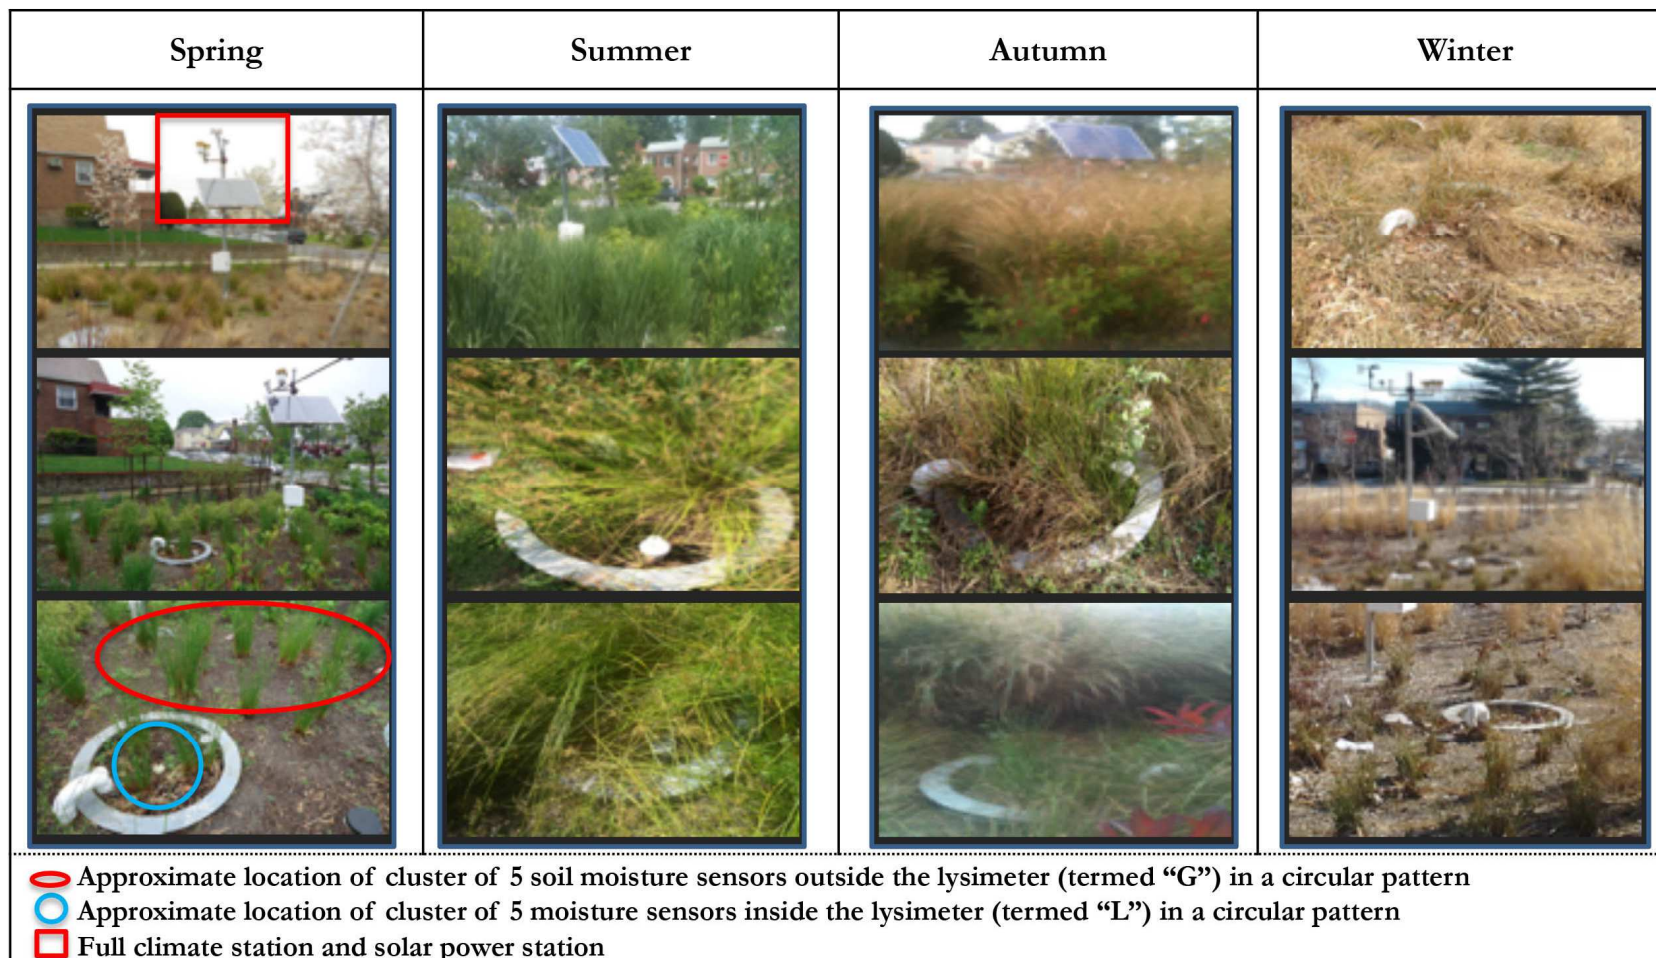 Spring
Summer
Autumn
Winter
Approximate location of cluster of 5 soil moisture sensors outside the lysimeter (termed “G”) in a circular pattern
Approximate location of cluster of 5 moisture sensors inside the lysimeter (termed “L”) in a circular pattern
Full climate station and solar power station